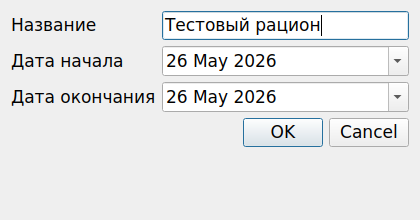 Название Тестовый рацион
Дата начала 26 May 2026
Дата окончания 26 May 2026
OK Cancel